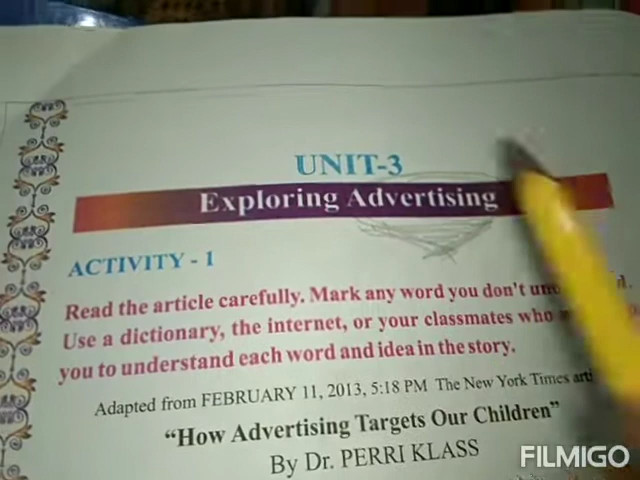 UNIT-3
Exploring Advertising
ACTIVITY - 1
Read the article carefully. Mark any word you don't
Use a dictionary, the internet, or your classmates who
you to understand each word and idea in the story.
Adapted from FEBRUARY 11, 2013, 5:18 PM The New York Times
“How Advertising Targets Our Children”
By Dr. PERRI KLASS
FILMIGO